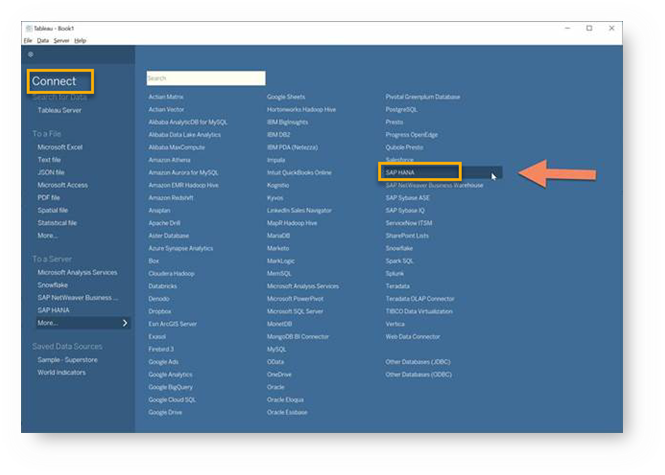 Tableau - Book1
File Data Server Help
Connect
Search for Data
Tableau Server
To a File
Microsoft Excel
Text file
JSON file
Microsoft Access
PDF file
Spatial file
Statistical file
More...
To a Server
Microsoft Analysis Services
Snowflake
SAP NetWeaver Business ...
SAP HANA
More...
Saved Data Sources
Sample - Superstore
World Indicators
Search
Actian Matrix
Actian Vector
Alibaba AnalyticDB for MySQL
Alibaba Data Lake Analytics
Alibaba MaxCompute
Amazon Athena
Amazon Aurora for MySQL
Amazon EMR Hadoop Hive
Amazon Redshift
Anaplan
Apache Drill
Aster Database
Azure Synapse Analytics
Box
Cloudera Hadoop
Databricks
Denodo
Dropbox
Esri ArcGIS Server
Exasol
Firebird 3
Google Ads
Google Analytics
Google BigQuery
Google Cloud SQL
Google Drive
Google Sheets
Hortonworks Hadoop Hive
IBM BigInsights
IBM DB2
IBM PDA (Netezza)
Impala
Intuit QuickBooks Online
Kognitio
Kyvos
LinkedIn Sales Navigator
MapR Hadoop Hive
MariaDB
Marketo
MarkLogic
MemSQL
Microsoft Analysis Services
Microsoft PowerPivot
Microsoft SQL Server
MonetDB
MongoDB BI Connector
MySQL
OData
OneDrive
Oracle
Oracle Eloqua
Oracle Essbase
Pivotal Greenplum Database
PostgreSQL
Presto
Progress OpenEdge
Qubole Presto
Salesforce
SAP HANA
SAP NetWeaver Business Warehouse
SAP Sybase ASE
SAP Sybase IQ
ServiceNow ITSM
SharePoint Lists
Snowflake
Spark SQL
Splunk
Teradata
Teradata OLAP Connector
TIBCO Data Virtualization
Vertica
Web Data Connector
Other Databases (JDBC)
Other Databases (ODBC)